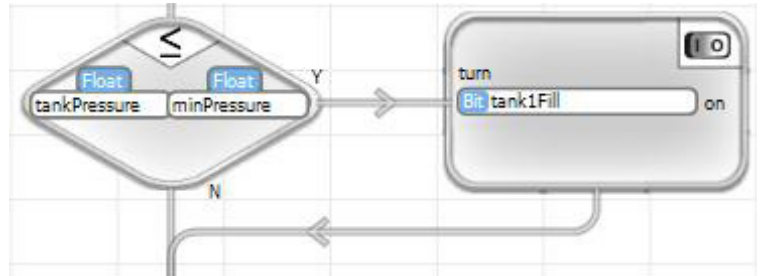 ≤
Float Float
tankPressure minPressure
Y
N
I O
turn
Bit tank1Fill on